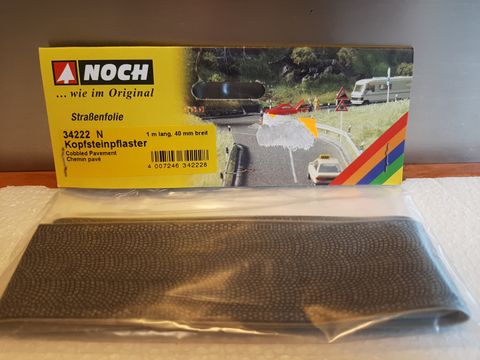 NOCH
... wie im Original
Straßenfolie
34222 N
1 m lang, 40 mm breit
Kopfsteinpflaster
Cobbled Pavement
Chemin pavé
4 007246 342228